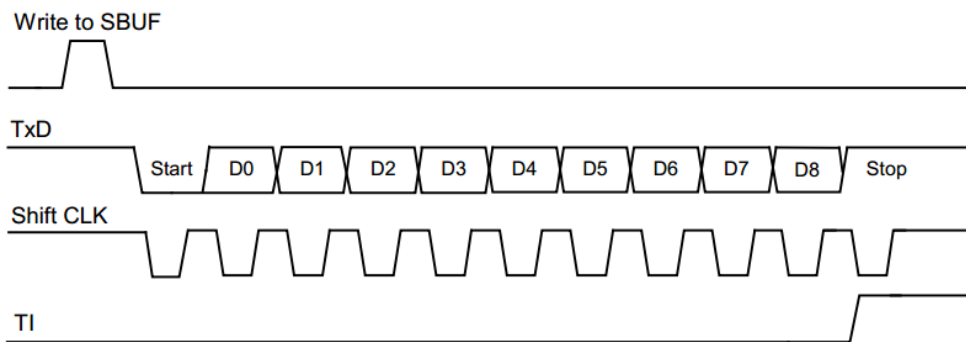 Write to SBUF
TxD
Start D0 D1 D2 D3 D4 D5 D6 D7 D8 Stop
Shift CLK
TI